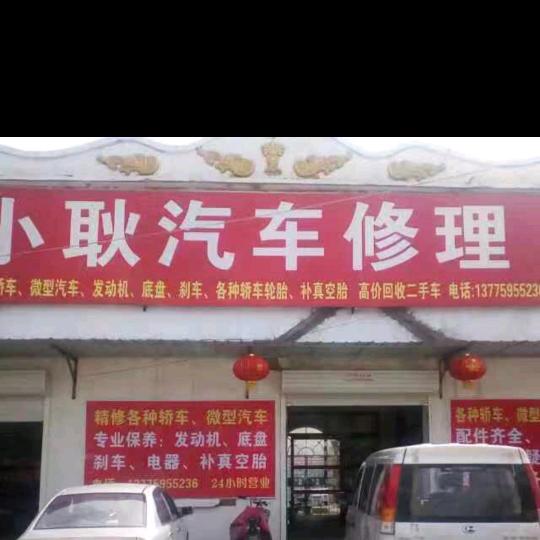 小耿汽车修理
轿车、微型汽车、发动机、底盘、刹车、各种轿车轮胎、补真空胎 高价回收二手车 电话:1377595523
精修各种轿车、微型汽车
专业保养：发动机、底盘
刹车、电器、补真空胎
电话 13775955236 24小时营业
各种轿车、微型
配件齐全、